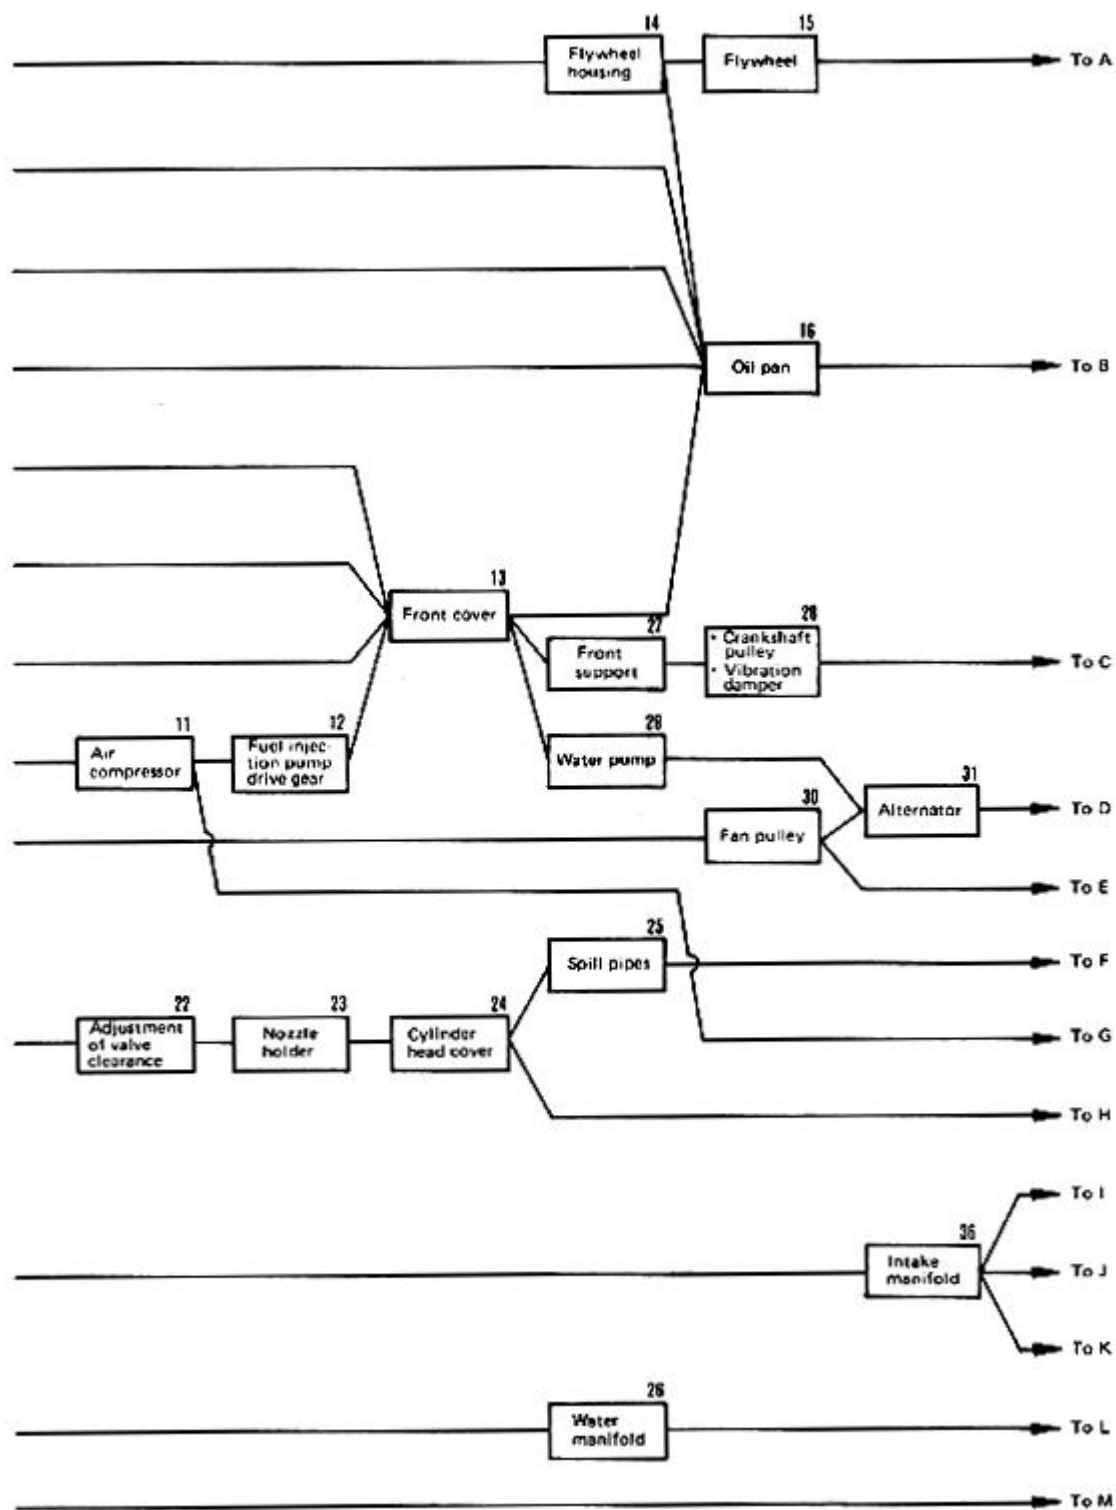 14
15
Flywheel
housing
Flywheel
To A
16
Oil pan
To B
13
Front cover
27
28
Front
support
• Crankshaft
pulley
• Vibration
damper
To C
11
12
28
Air
compressor
Fuel injec-
tion pump
drive gear
Water pump
31
30
Alternator
To D
Fan pulley
To E
25
Spill pipes
To F
22
23
24
Adjustment
of valve
clearance
Nozzle
holder
Cylinder
head cover
To G
To H
To I
36
Intake
manifold
To J
To K
26
Water
manifold
To L
To M